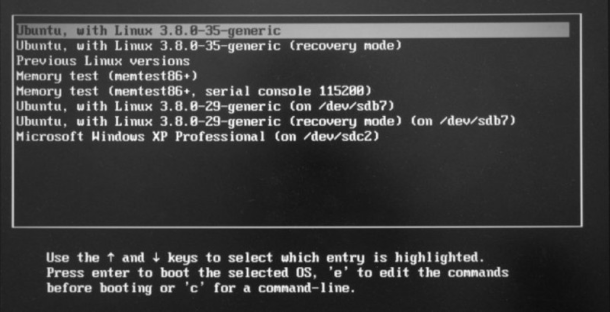 Ubuntu, with Linux 3.8.0-35-generic
Ubuntu, with Linux 3.8.0-35-generic (recovery mode)
Previous Linux versions
Memory test (memtest86+)
Memory test (memtest86+, serial console 115200)
Ubuntu, with Linux 3.8.0-29-generic (on /dev/sdb7)
Ubuntu, with Linux 3.8.0-29-generic (recovery mode) (on /dev/sdb7)
Microsoft Windows XP Professional (on /dev/sdc2)
Use the ↑ and ↓ keys to select which entry is highlighted.
Press enter to boot the selected OS, 'e' to edit the commands
before booting or 'c' for a command-line.